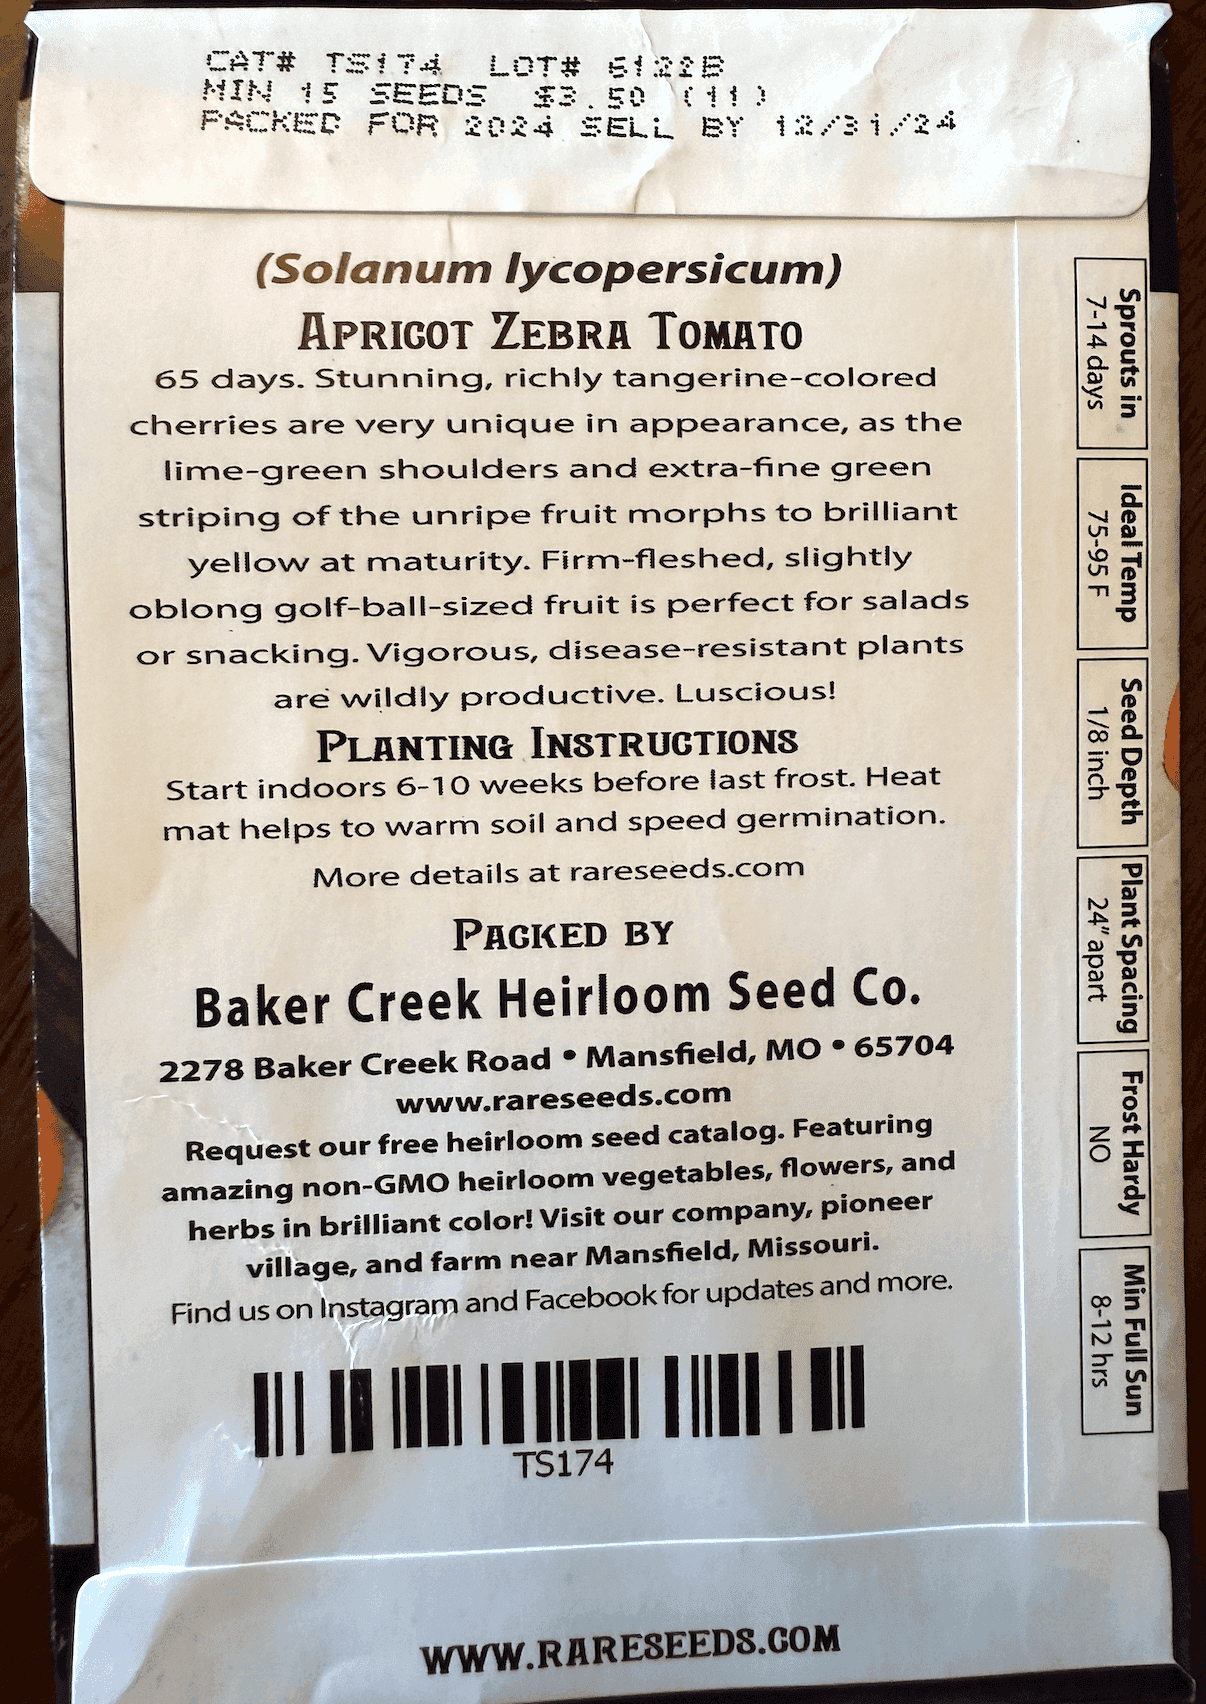 CAT# TS174 LOT# 5122B
MIN 15 SEEDS $3.50 (11)
PACKED FOR 2024 SELL BY 12/31/24
(Solanum lycopersicum)
APRICOT ZEBRA TOMATO
65 days. Stunning, richly tangerine-colored
cherries are very unique in appearance, as the
lime-green shoulders and extra-fine green
striping of the unripe fruit morphs to brilliant
yellow at maturity. Firm-fleshed, slightly
oblong golf-ball-sized fruit is perfect for salads
or snacking. Vigorous, disease-resistant plants
are wildly productive. Luscious!
PLANTING INSTRUCTIONS
Start indoors 6-10 weeks before last frost. Heat
mat helps to warm soil and speed germination.
More details at rareseeds.com
PACKED BY
Baker Creek Heirloom Seed Co.
2278 Baker Creek Road • Mansfield, MO • 65704
www.rareseeds.com
Request our free heirloom seed catalog. Featuring
amazing non-GMO heirloom vegetables, flowers, and
herbs in brilliant color! Visit our company, pioneer
village, and farm near Mansfield, Missouri.
Find us on Instagram and Facebook for updates and more.
TS174
WWW.RARESEEDS.COM
Sprouts in
7-14 days
Ideal Temp
75-95 F
Seed Depth
1/8 inch
Plant Spacing
24" apart
Frost Hardy
NO
Min Full Sun
8-12 hrs